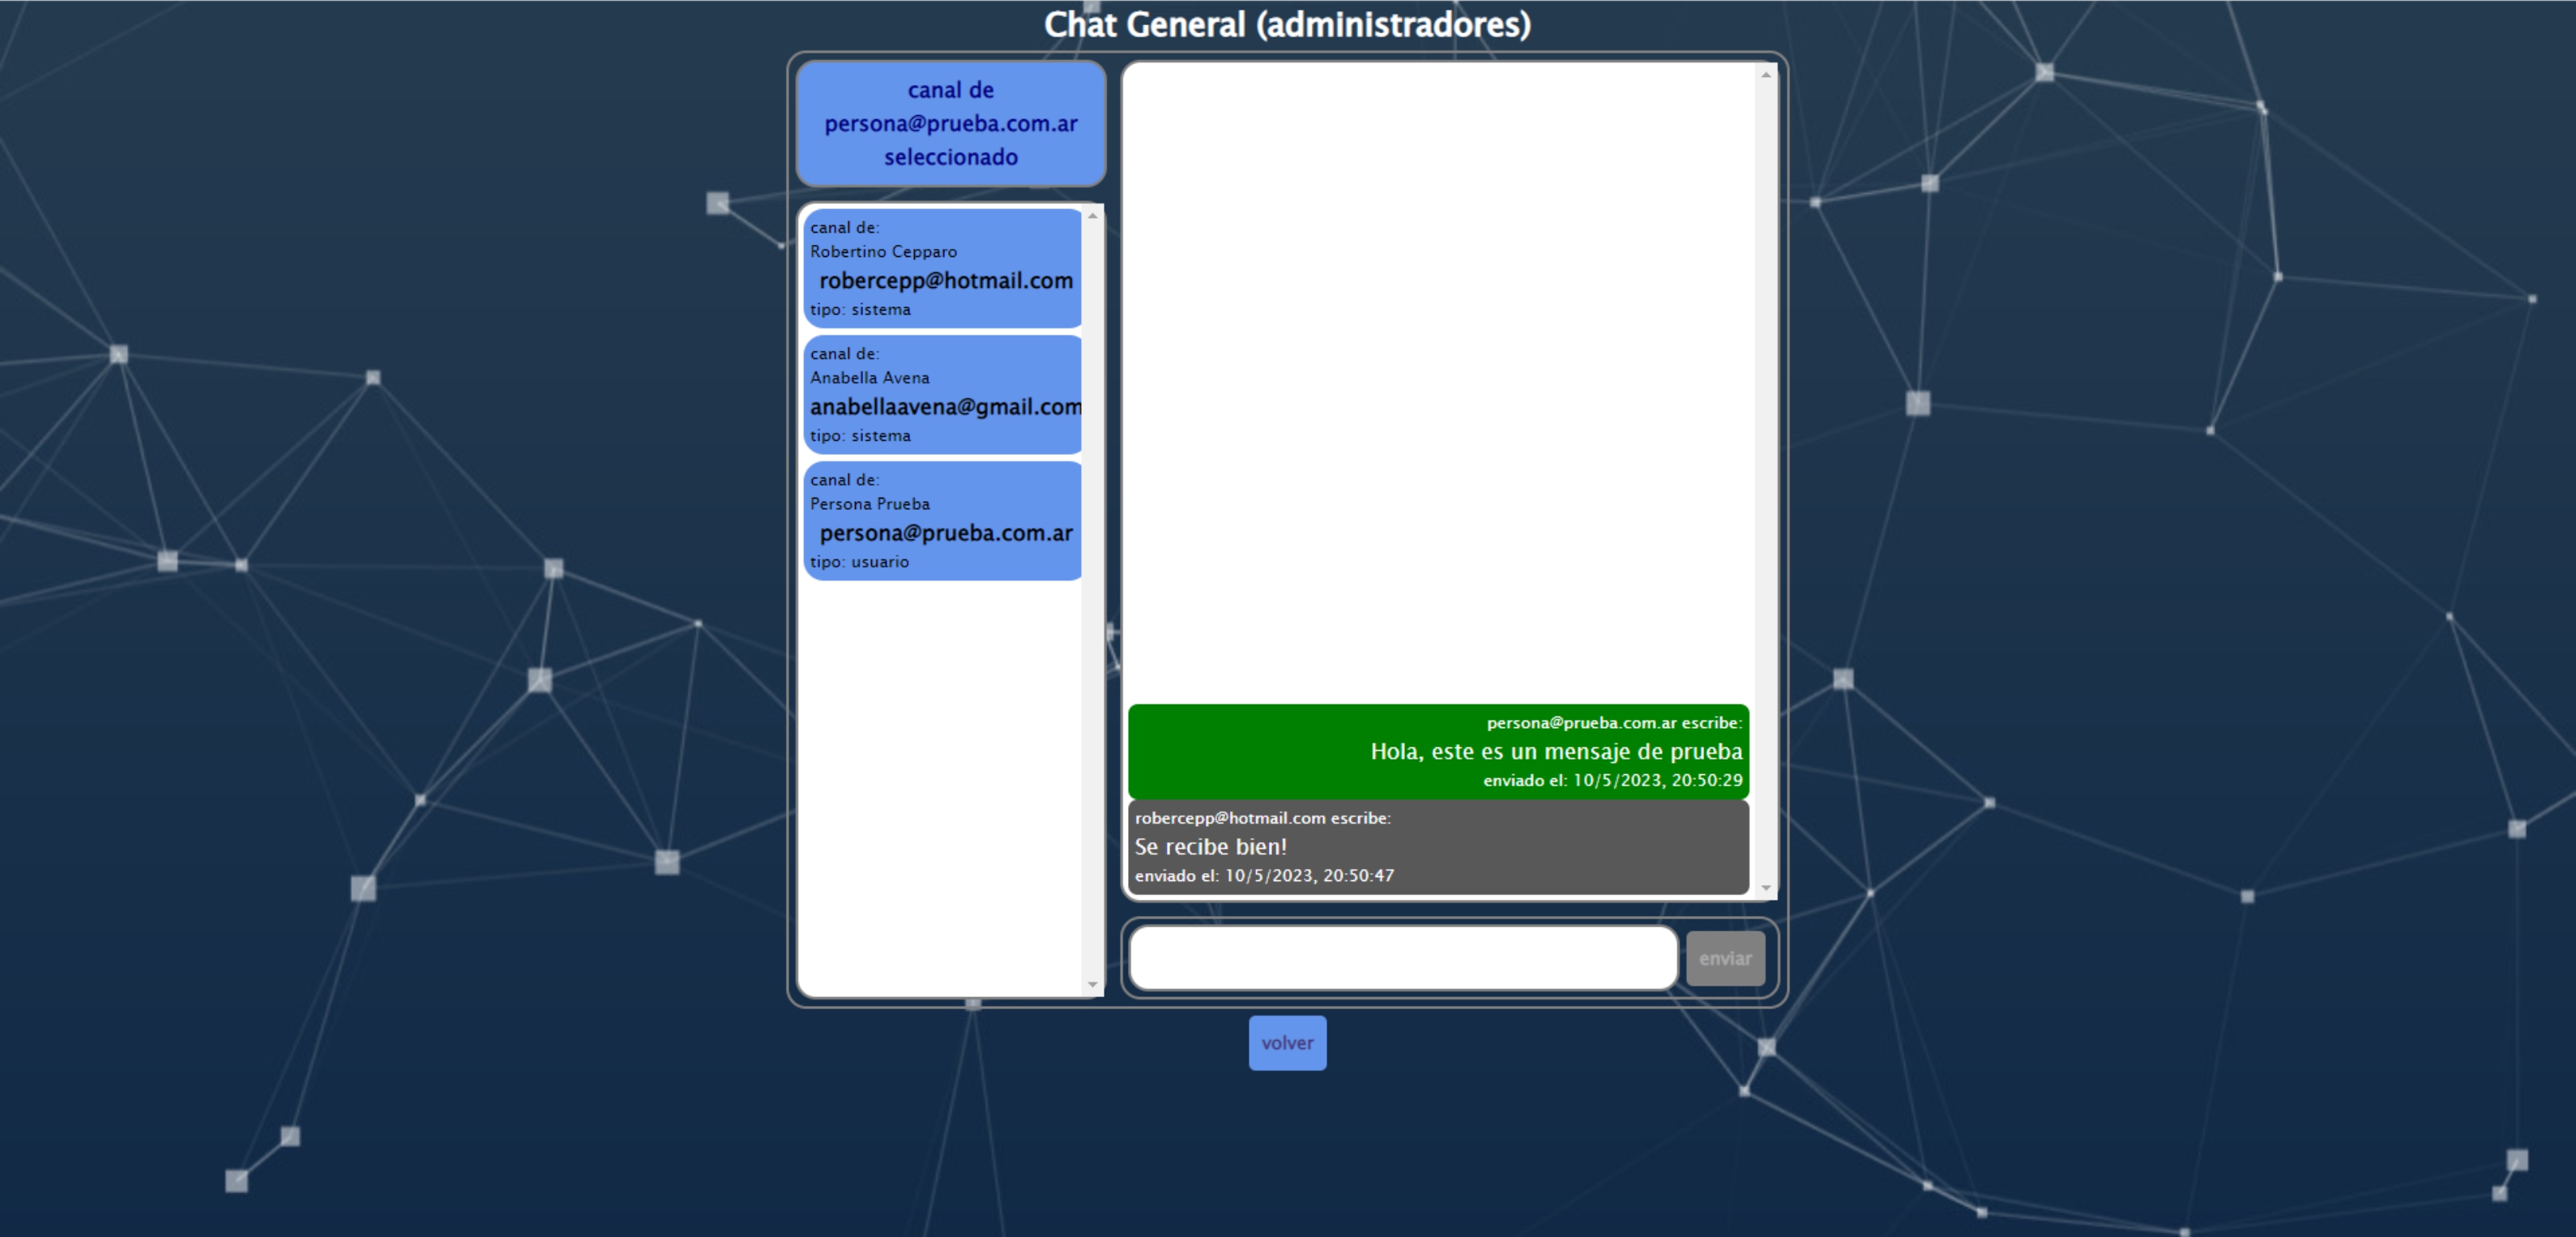 Chat General (administradores)
canal de
persona@prueba.com.ar
seleccionado
canal de:
Robertino Cepparo
robercepp@hotmail.com
tipo: sistema
canal de:
Anabella Avena
anabellaavena@gmail.com
tipo: sistema
canal de:
Persona Prueba
persona@prueba.com.ar
tipo: usuario
persona@prueba.com.ar escribe:
Hola, este es un mensaje de prueba
enviado el: 10/5/2023, 20:50:29
robercepp@hotmail.com escribe:
Se recibe bien!
enviado el: 10/5/2023, 20:50:47
enviar
volver